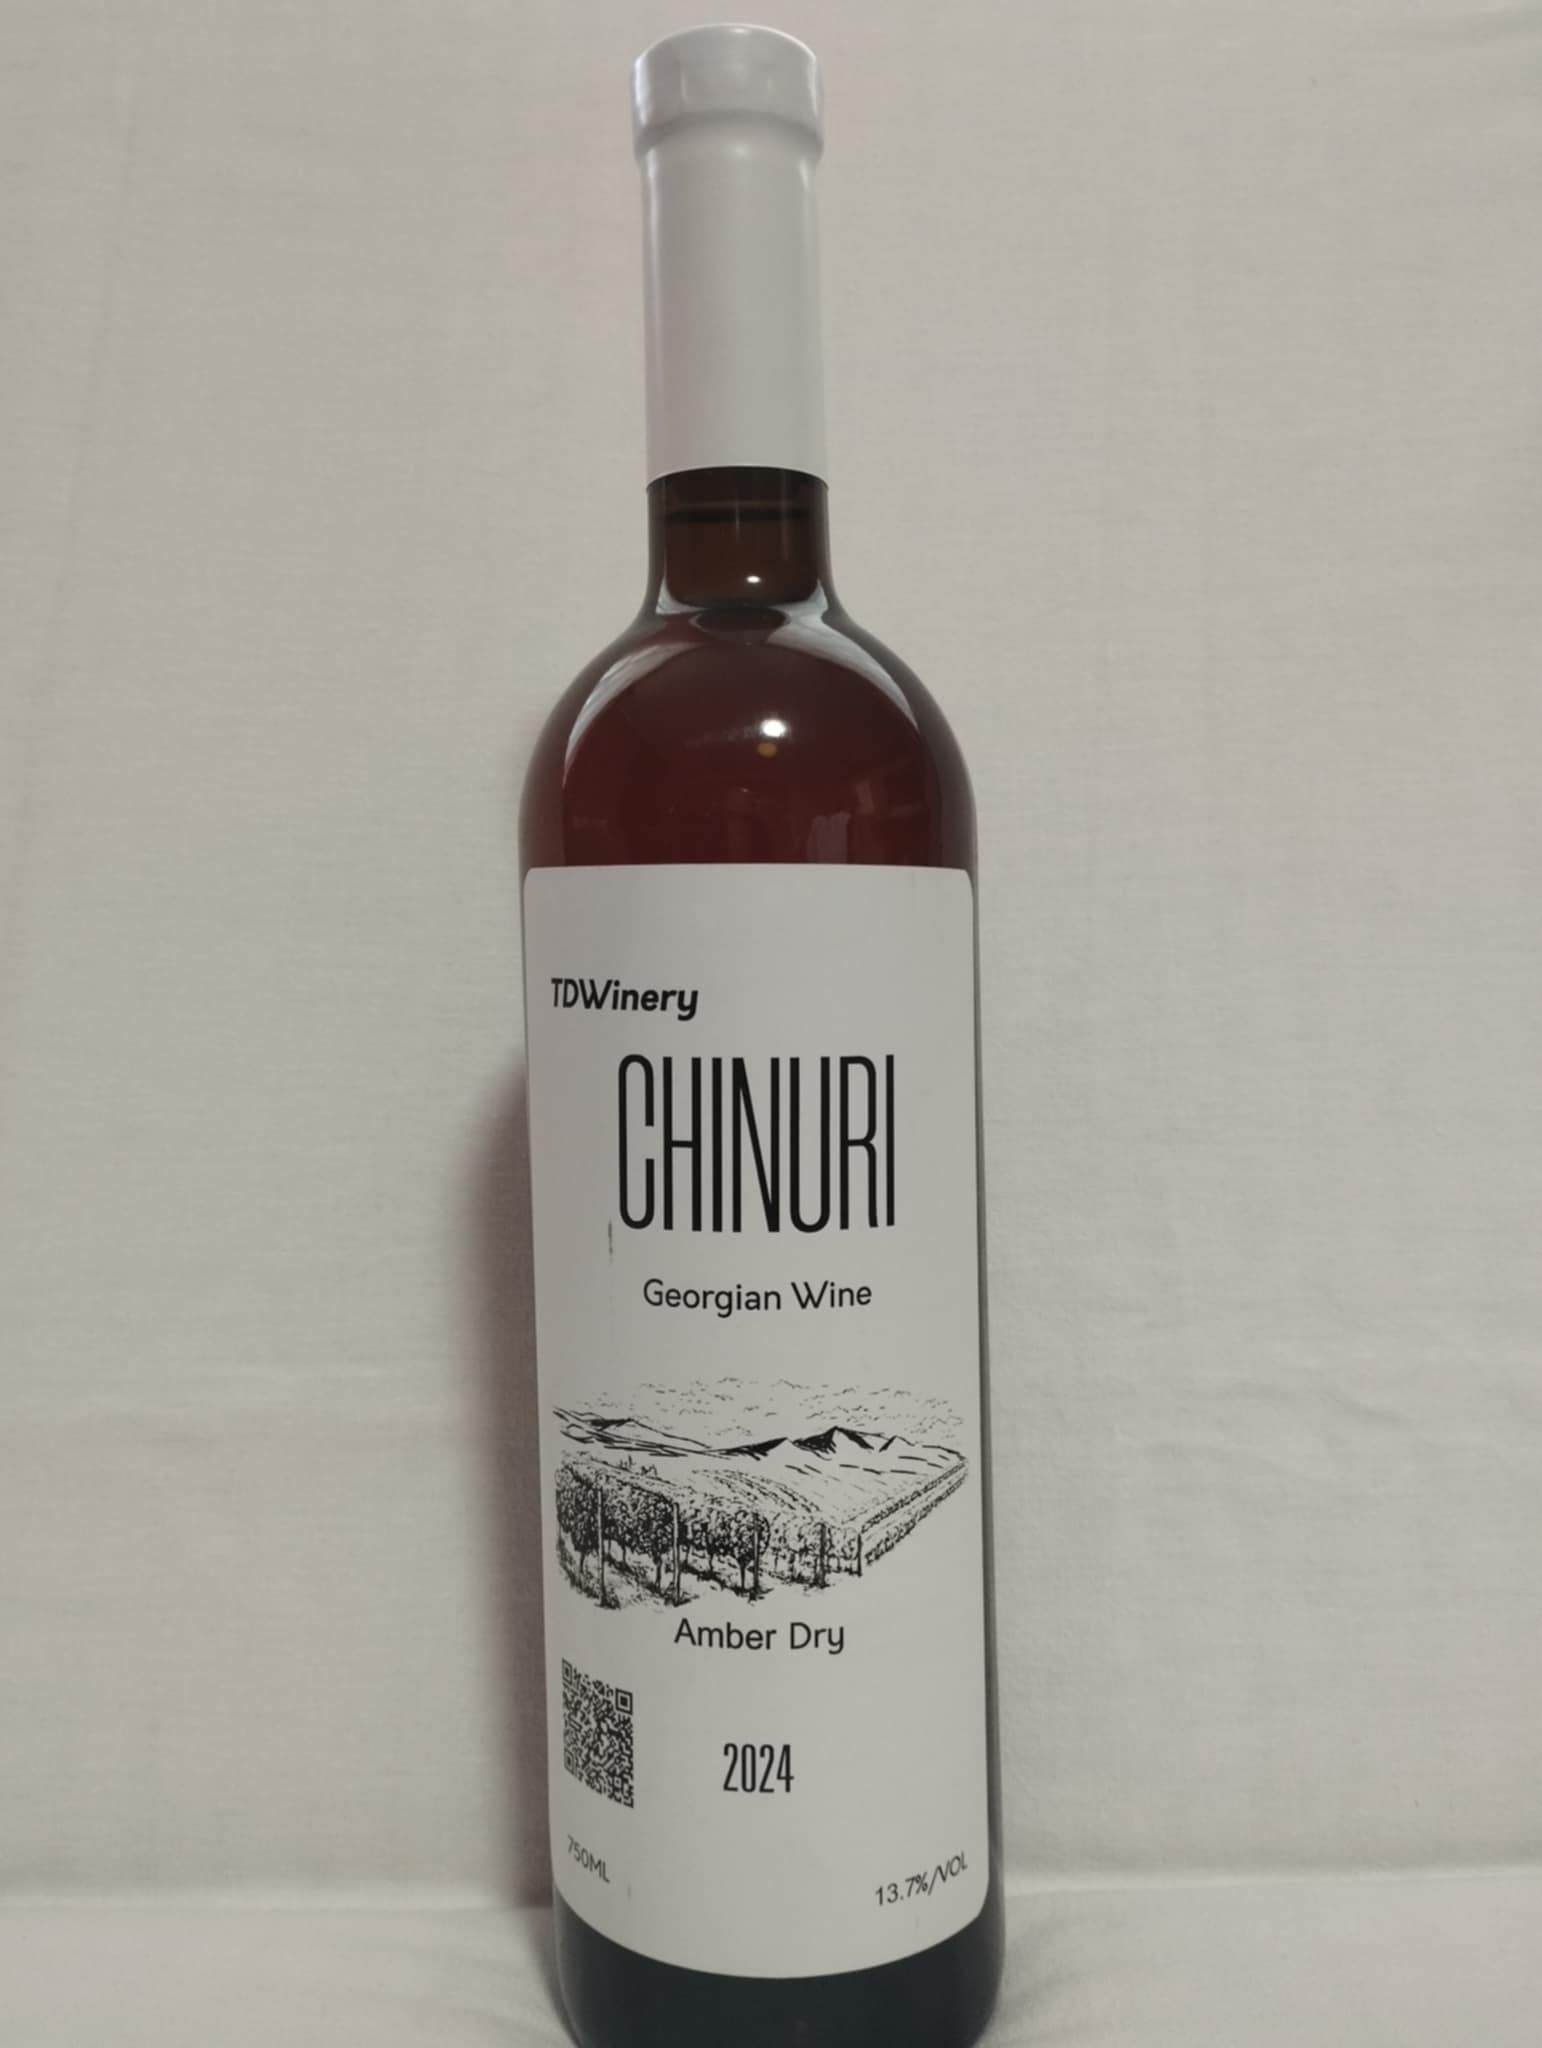 TDWinery
CHINURI
Georgian Wine
Amber Dry
2024
750ML
13.7%/VOL